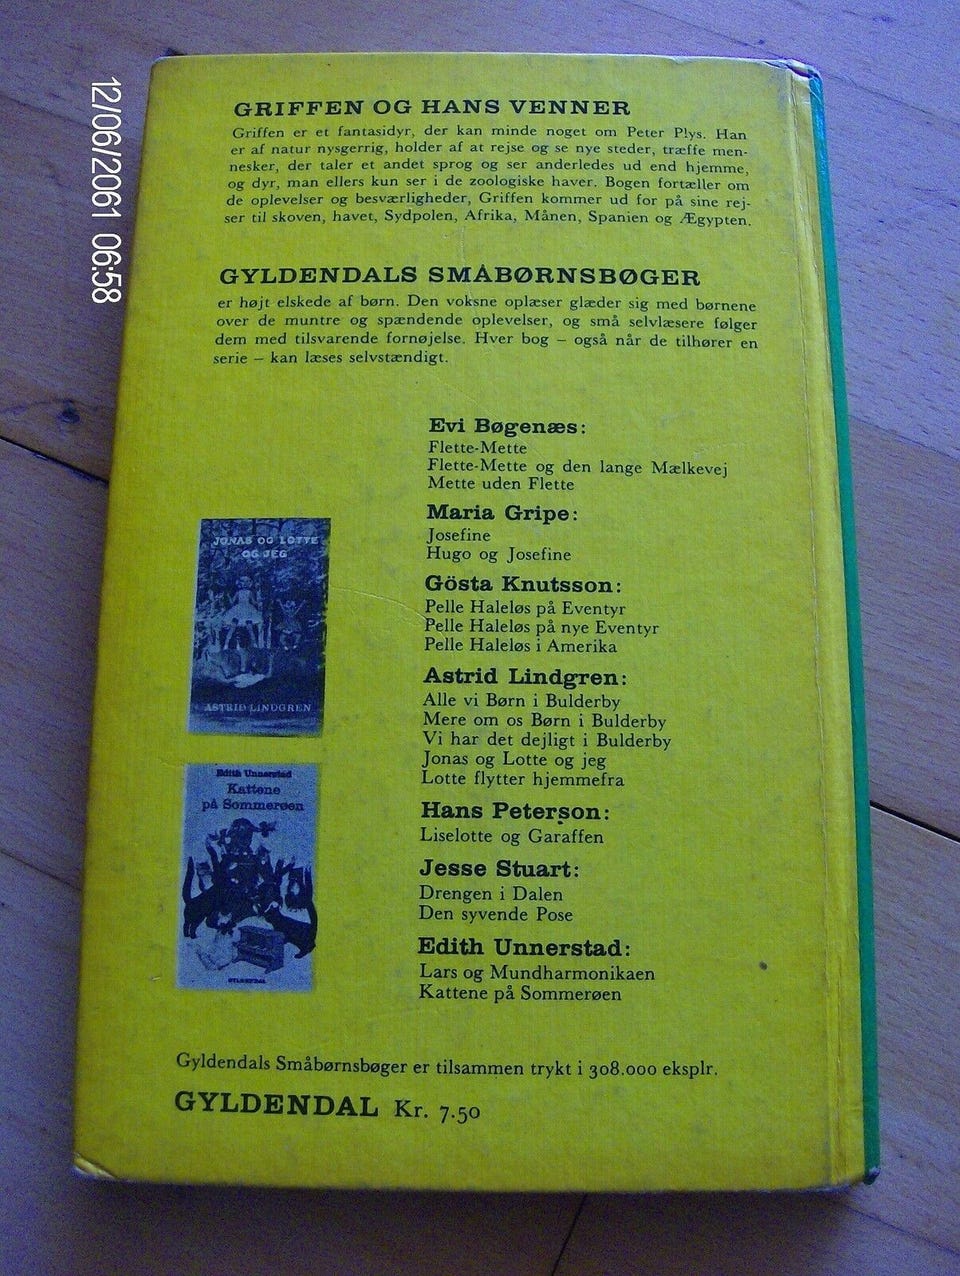 12/06/2061 06:58
GRIFFEN OG HANS VENNER
Griffen er et fantasidyr, der kan minde noget om Peter Plys. Han
er af natur nysgerrig, holder af at rejse og se nye steder, træffe men-
nesker, der taler et andet sprog og ser anderledes ud end hjemme,
og dyr, man ellers kun ser i de zoologiske haver. Bogen fortæller om
de oplevelser og besværligheder, Griffen kommer ud for på sine rej-
ser til skoven, havet, Sydpolen, Afrika, Månen, Spanien og Ægypten.
GYLDENDALS SMÅBØRNSBØGER
er højt elskede af børn. Den voksne oplæser glæder sig med børnene
over de muntre og spændende oplevelser, og små selvlæsere følger
dem med tilsvarende fornøjelse. Hver bog – også når de tilhører en
serie – kan læses selvstændigt.
Evi Bøgenæs:
Flette-Mette
Flette-Mette og den lange Mælkevej
Mette uden Flette
Maria Gripe:
Josefine
Hugo og Josefine
Gösta Knutsson:
Pelle Haleløs på Eventyr
Pelle Haleløs på nye Eventyr
Pelle Haleløs i Amerika
Astrid Lindgren:
Alle vi Børn i Bulderby
Mere om os Børn i Bulderby
Vi har det dejligt i Bulderby
Jonas og Lotte og jeg
Lotte flytter hjemmefra
Hans Peterson:
Liselotte og Garaffen
Jesse Stuart:
Drengen i Dalen
Den syvende Pose
Edith Unnerstad:
Lars og Mundharmonikaen
Kattene på Sommerøen
JONAS OG LOTTE
OG JEG
ASTRID LINDGREN
Edith Unnerstad
Kattene
på Sommerøen
GYLDENDAL
Gyldendals Småbørnsbøger er tilsammen trykt i 308.000 eksplr.
GYLDENDAL Kr. 7.50